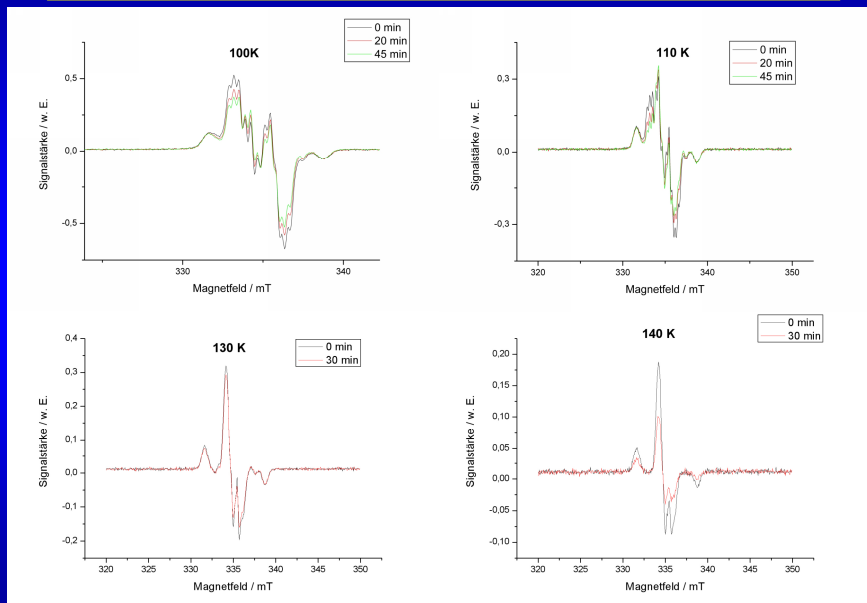 100K
0 min
20 min
45 min
0,5
0,0
-0,5
Signalstärke / w. E.
330
340
Magnetfeld / mT
110 K
0 min
20 min
45 min
0,3
0,0
-0,3
Signalstärke / w. E.
320 330 340 350
Magnetfeld / mT
130 K
0 min
30 min
0,4
0,3
0,2
0,1
0,0
-0,1
-0,2
Signalstärke / w. E.
320 325 330 335 340 345 350
Magnetfeld / mT
140 K
0 min
30 min
0,20
0,15
0,10
0,05
0,00
-0,05
-0,10
Signalstärke / w. E.
320 325 330 335 340 345 350
Magnetfeld / mT